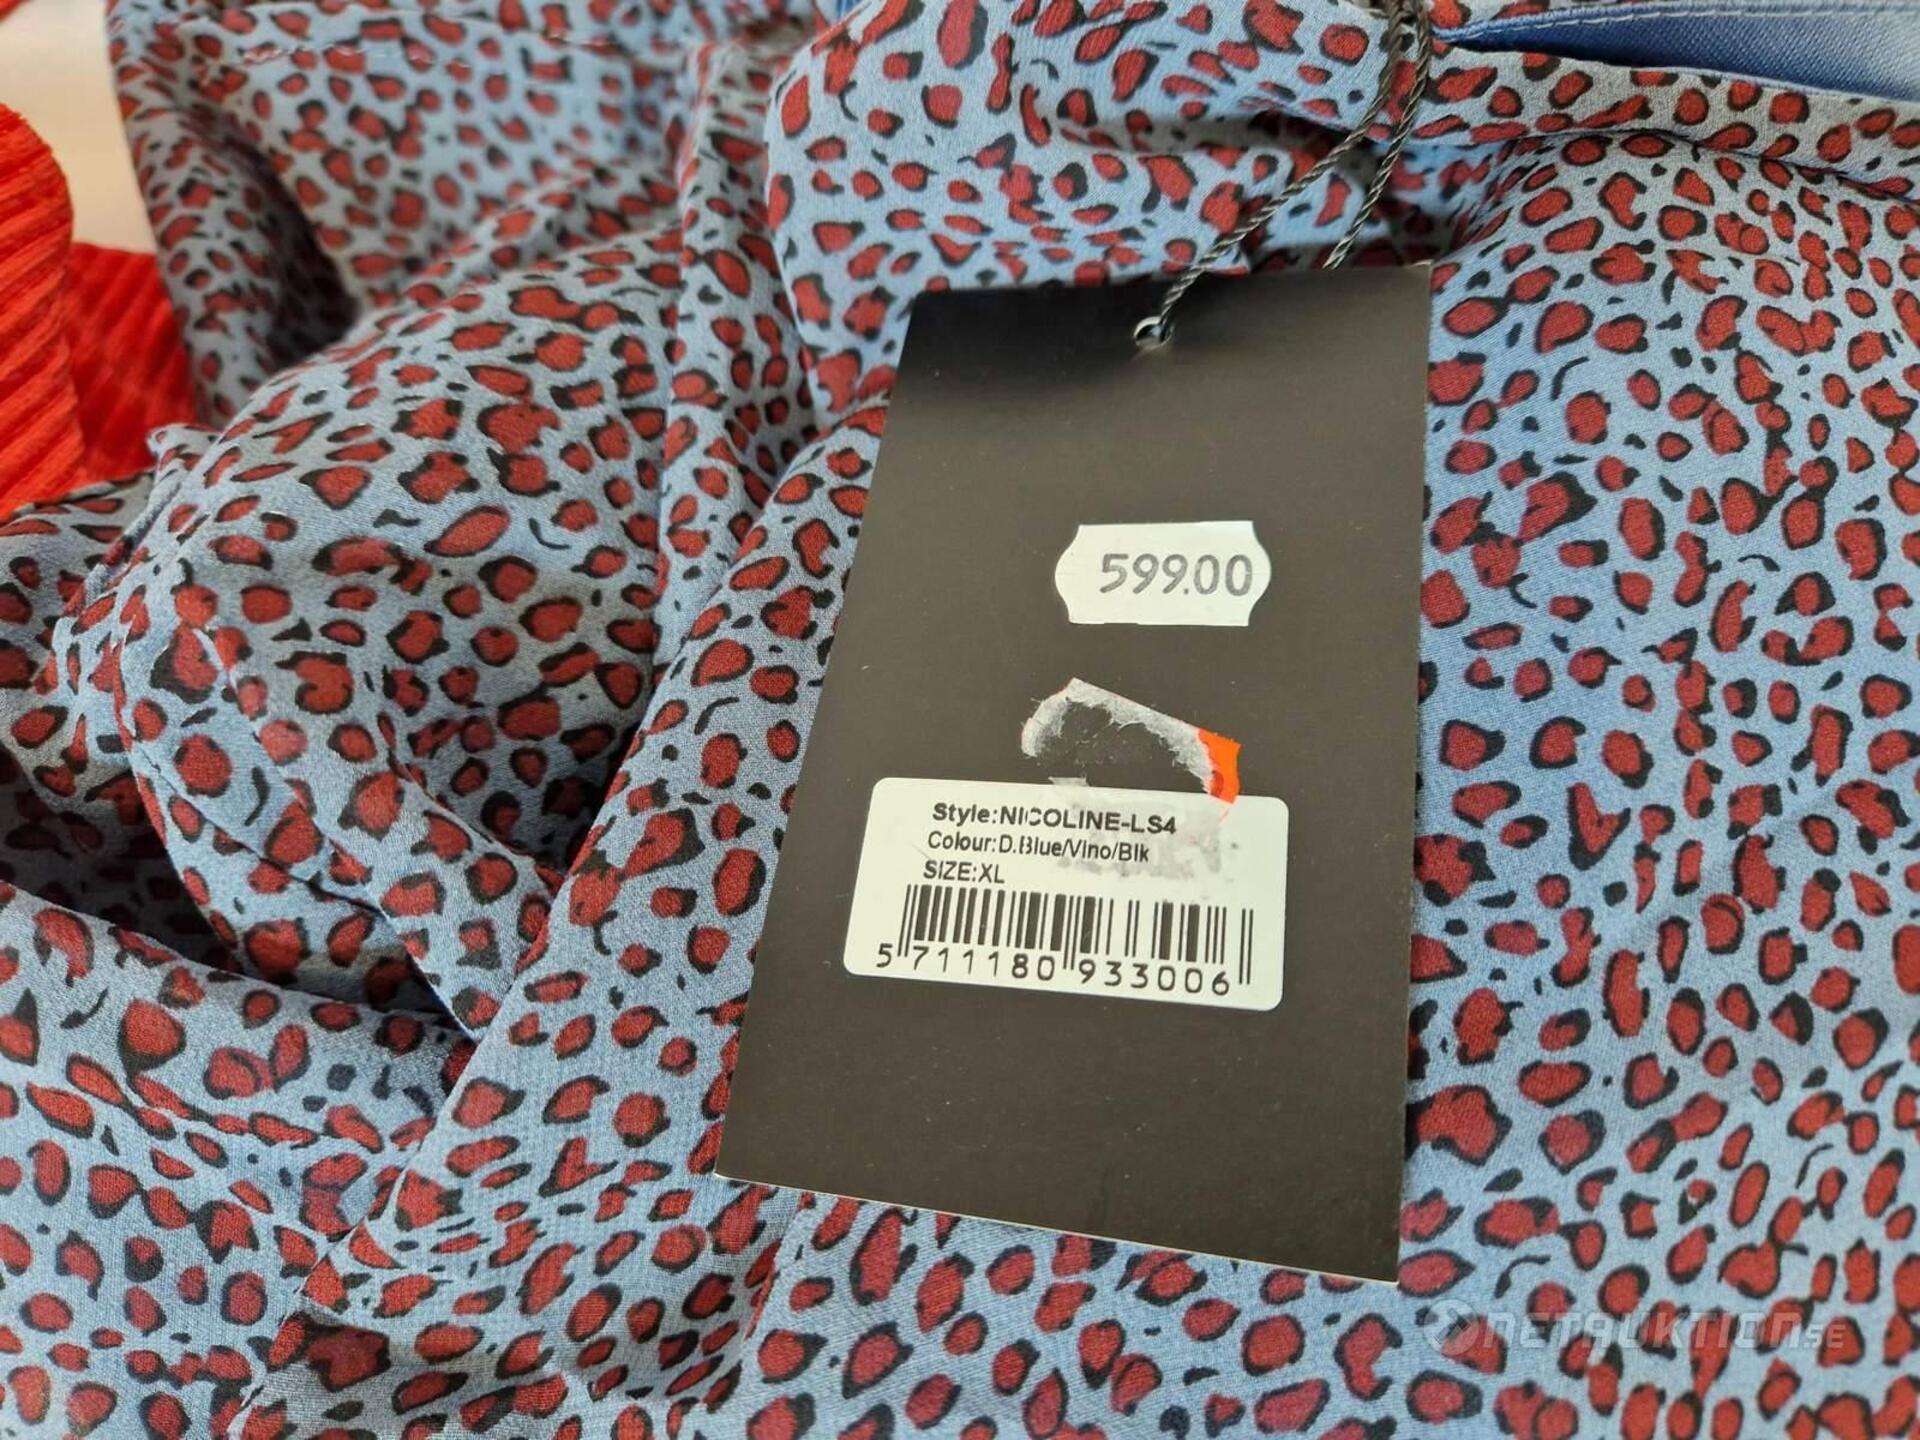 599.00
Style:NICOLINE-LS4
Colour:D.Blue/Vino/Blk
SIZE:XL
5 711180 933006
NETAUKTION.SE